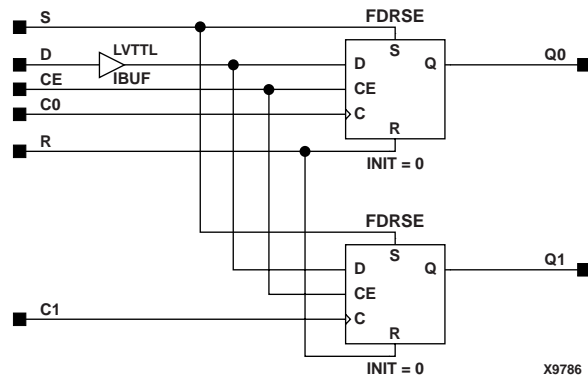 S
FDRSE
D
LVTTL
IBUF
CE
C0
R
S
D
Q
CE
C
R
Q0
INIT = 0
FDRSE
S
D
Q
CE
C
R
Q1
C1
INIT = 0
X9786